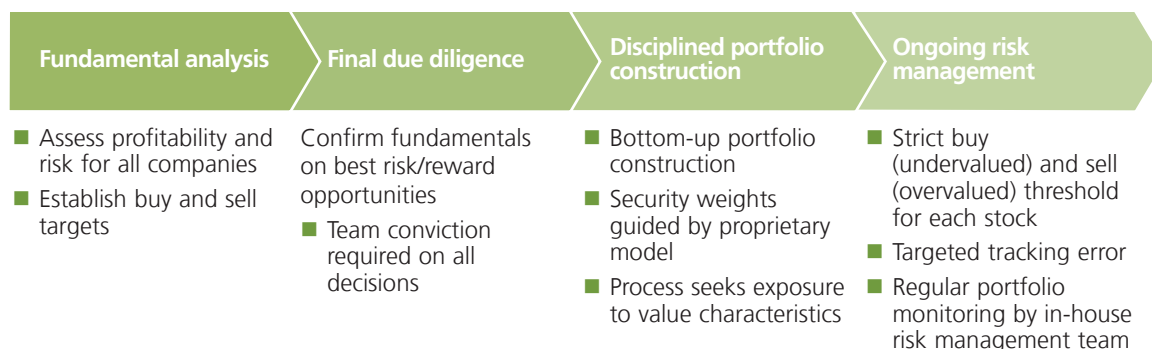 Fundamental analysis
Assess profitability and
risk for all companies
Establish buy and sell
targets
Final due diligence
Confirm fundamentals
on best risk/reward
opportunities
Team conviction
required on all
decisions
Disciplined portfolio
construction
Bottom-up portfolio
construction
Security weights
guided by proprietary
model
Process seeks exposure
to value characteristics
Ongoing risk
management
Strict buy
(undervalued) and sell
(overvalued) threshold
for each stock
Targeted tracking error
Regular portfolio
monitoring by in-house
risk management team